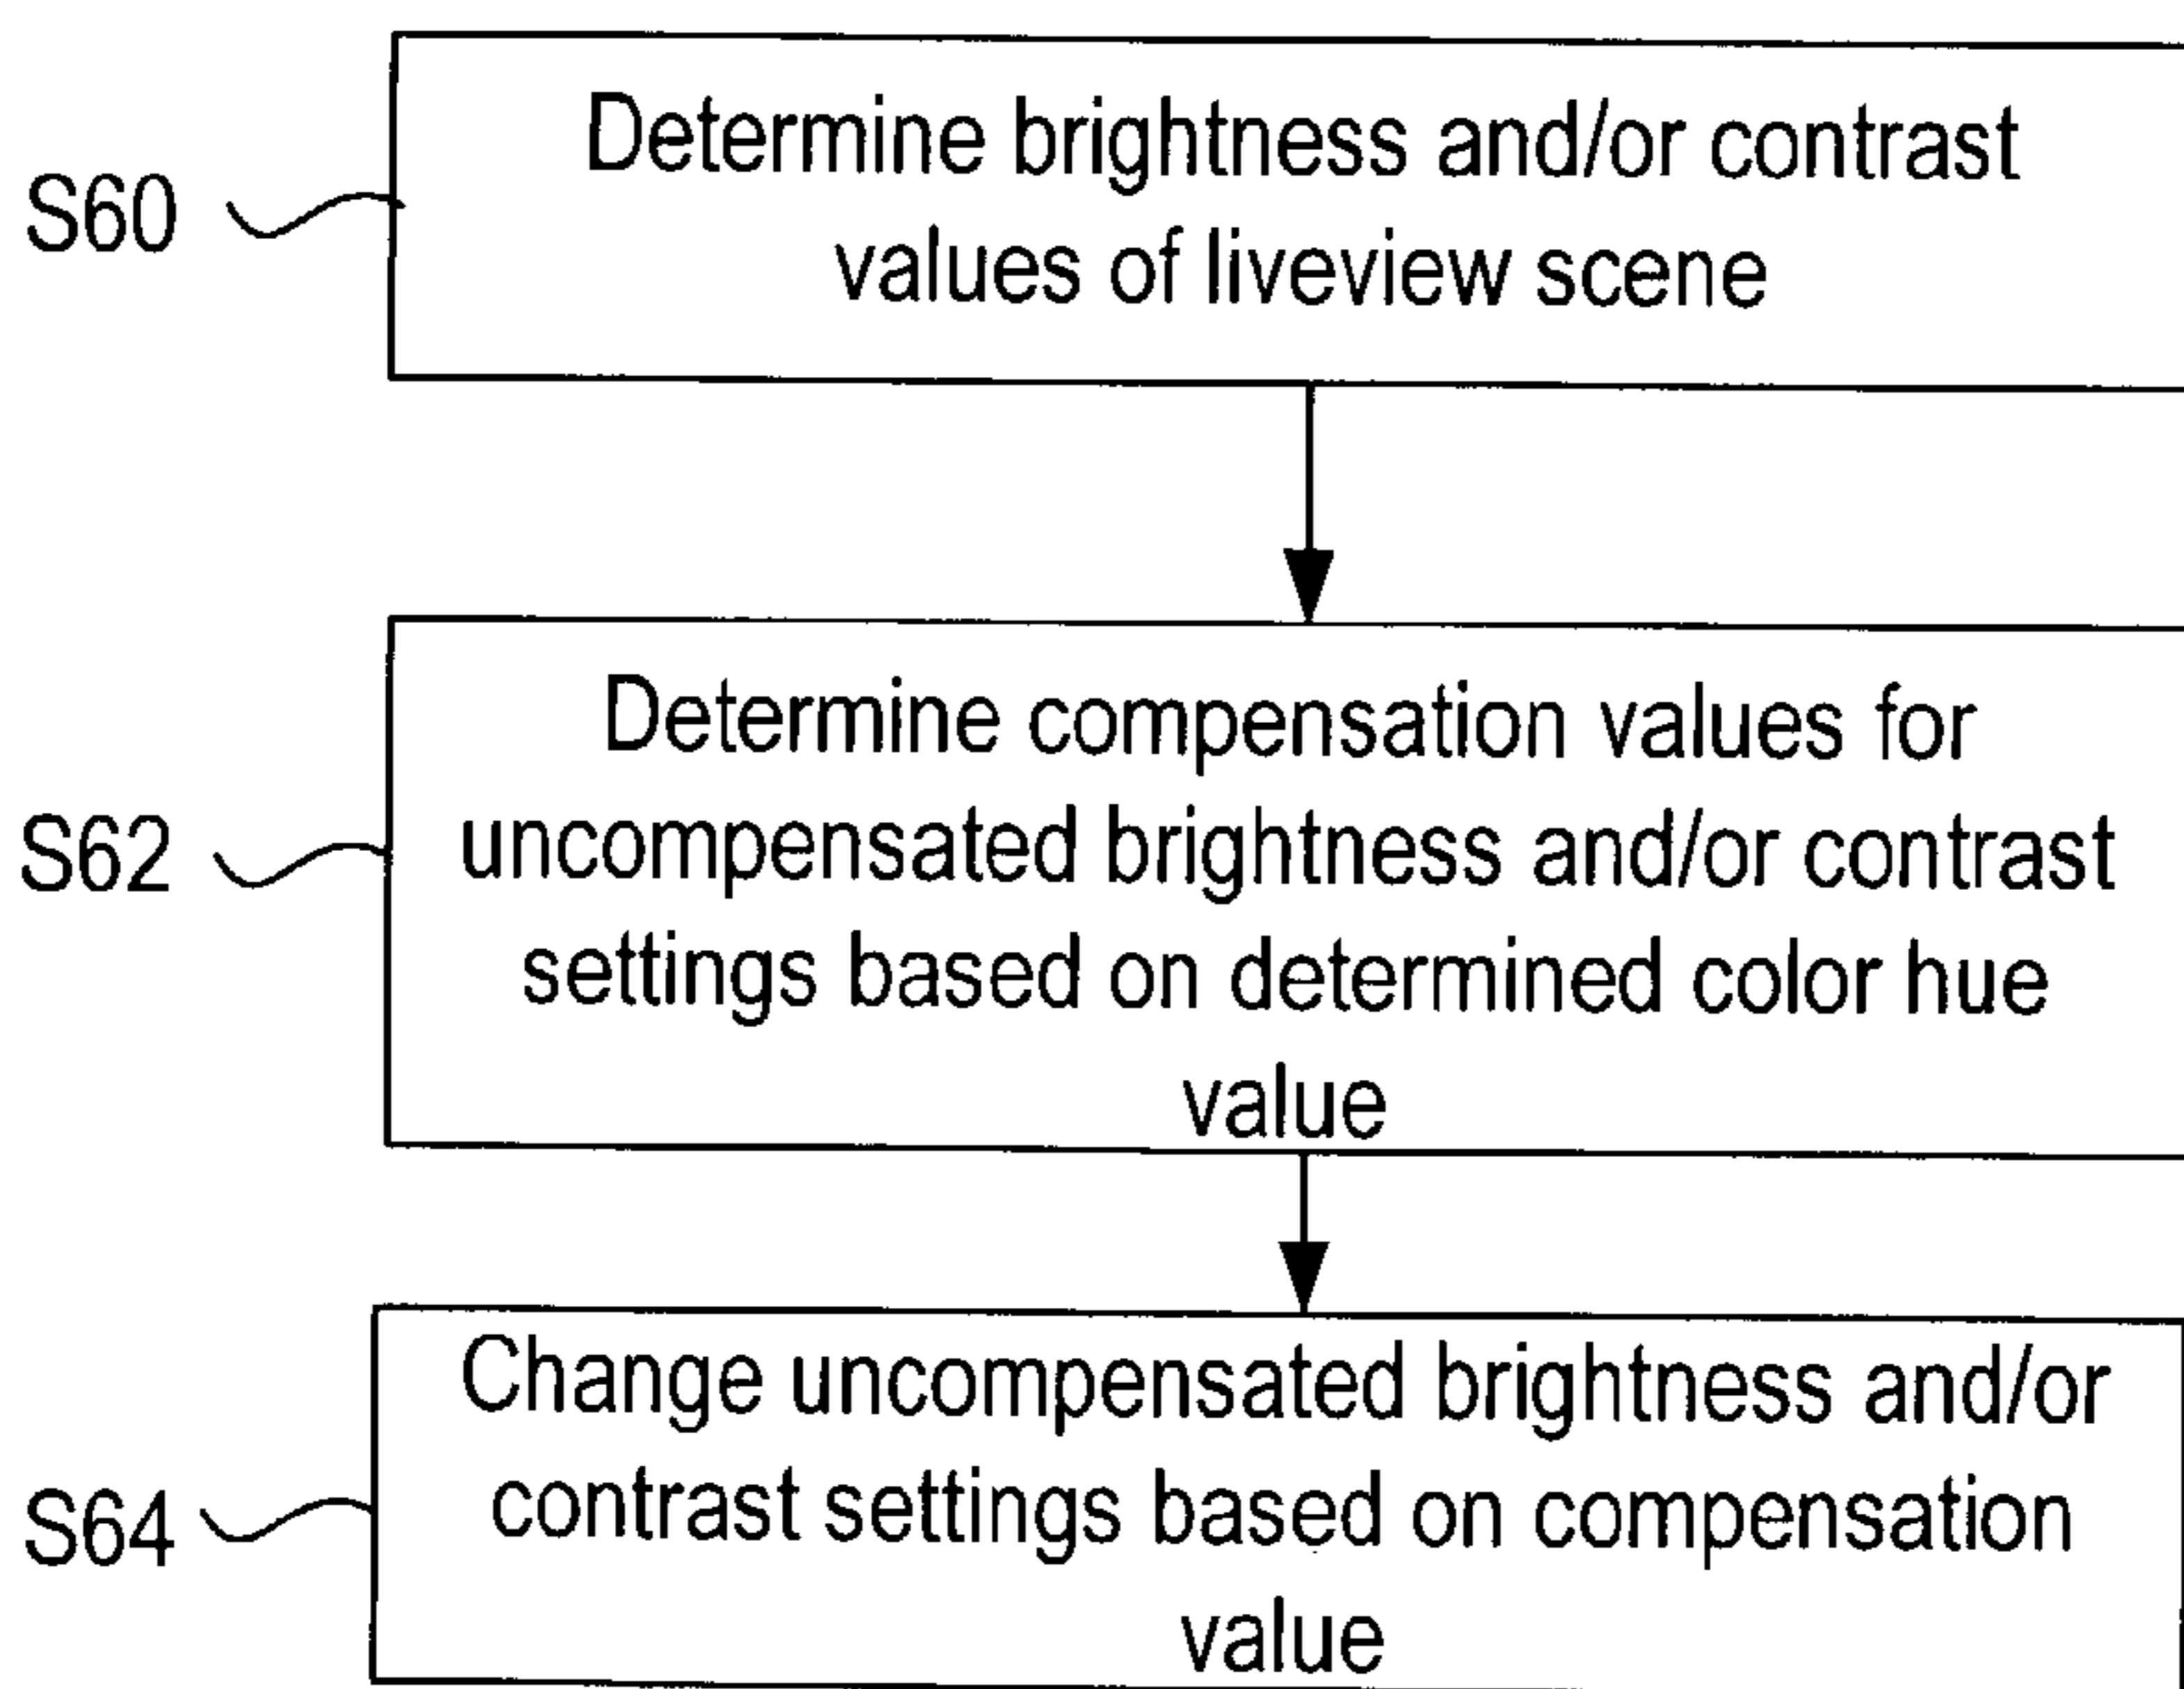 Determine brightness and/or contrast
values of liveview scene
S60
Determine compensation values for
uncompensated brightness and/or contrast
settings based on determined color hue
value
S62
Change uncompensated brightness and/or
contrast settings based on compensation
value
S64